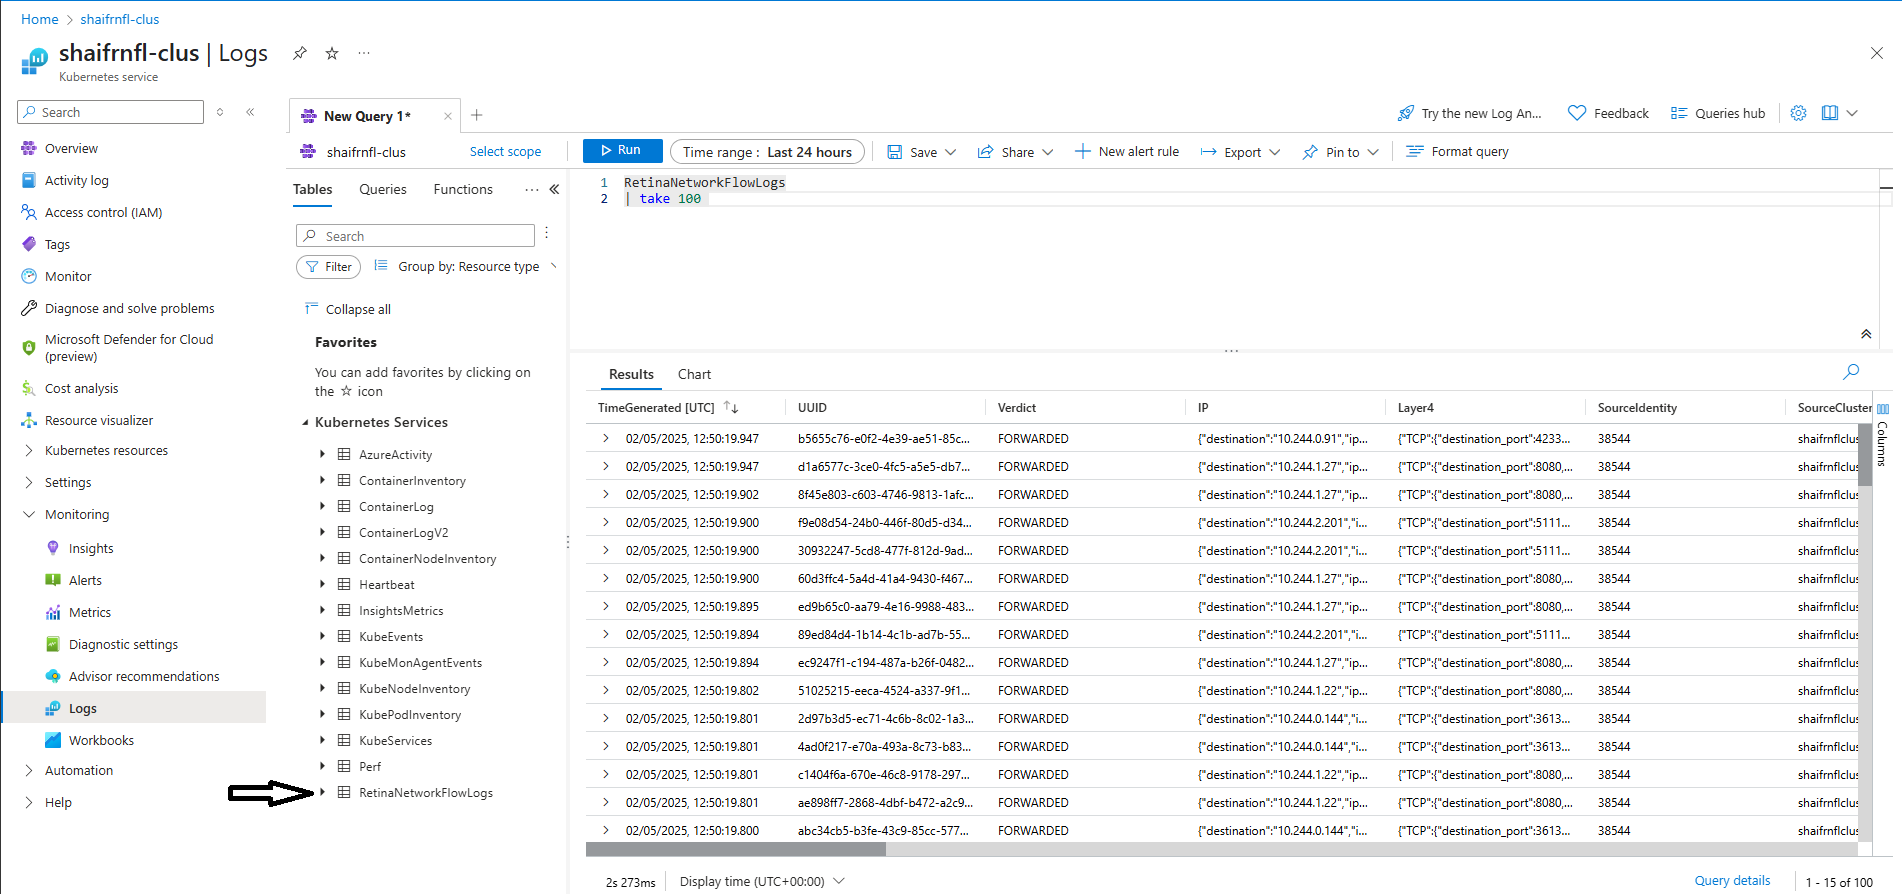 Home > shaifrnfl-clus
shaifrnfl-clus | Logs
Kubernetes service
Search
Overview
Activity log
Access control (IAM)
Tags
Monitor
Diagnose and solve problems
Microsoft Defender for Cloud
(preview)
Cost analysis
Resource visualizer
Kubernetes resources
Settings
Monitoring
Insights
Alerts
Metrics
Diagnostic settings
Advisor recommendations
Logs
Workbooks
Automation
Help
New Query 1*
Try the new Log An... Feedback Queries hub
shaifrnfl-clus Select scope
Run Time range : Last 24 hours Save Share New alert rule Export Pin to Format query
Tables Queries Functions
Search
Filter Group by: Resource type
Collapse all
Favorites
You can add favorites by clicking on
the ☆ icon
Kubernetes Services
AzureActivity
ContainerInventory
ContainerLog
ContainerLogV2
ContainerNodeInventory
Heartbeat
InsightsMetrics
KubeEvents
KubeMonAgentEvents
KubeNodeInventory
KubePodInventory
KubeServices
Perf
RetinaNetworkFlowLogs
1 RetinaNetworkFlowLogs
2 | take 100
Results Chart
TimeGenerated [UTC] UUID Verdict IP Layer4 SourceIdentity SourceCluster
02/05/2025, 12:50:19.947 b5655c76-e0f2-4e39-ae51-85c... FORWARDED {"destination":"10.244.0.91","ip... {"TCP":{"destination_port":4233... 38544 shaifrnflclus
02/05/2025, 12:50:19.947 d1a6577c-3ce0-4fc5-a5e5-db7... FORWARDED {"destination":"10.244.1.27","ip... {"TCP":{"destination_port":8080,... 38544 shaifrnflclus
02/05/2025, 12:50:19.902 8f45e803-c603-4746-9813-1afc... FORWARDED {"destination":"10.244.1.27","ip... {"TCP":{"destination_port":8080,... 38544 shaifrnflclus
02/05/2025, 12:50:19.900 f9e08d54-24b0-446f-80d5-d34... FORWARDED {"destination":"10.244.2.201","i... {"TCP":{"destination_port":5111... 38544 shaifrnflclus
02/05/2025, 12:50:19.900 30932247-5cd8-477f-812d-9ad... FORWARDED {"destination":"10.244.2.201","i... {"TCP":{"destination_port":5111... 38544 shaifrnflclus
02/05/2025, 12:50:19.900 60d3ffc4-5a4d-41a4-9430-f467... FORWARDED {"destination":"10.244.1.27","ip... {"TCP":{"destination_port":8080,... 38544 shaifrnflclus
02/05/2025, 12:50:19.895 ed9b65c0-aa79-4e16-9988-483... FORWARDED {"destination":"10.244.1.27","ip... {"TCP":{"destination_port":8080,... 38544 shaifrnflclus
02/05/2025, 12:50:19.894 89ed84d4-1b14-4c1b-ad7b-55... FORWARDED {"destination":"10.244.2.201","i... {"TCP":{"destination_port":5111... 38544 shaifrnflclus
02/05/2025, 12:50:19.894 ec9247f1-c194-487a-b26f-0482... FORWARDED {"destination":"10.244.1.27","ip... {"TCP":{"destination_port":8080,... 38544 shaifrnflclus
02/05/2025, 12:50:19.802 51025215-eeca-4524-a337-9f1... FORWARDED {"destination":"10.244.1.22","ip... {"TCP":{"destination_port":8080,... 38544 shaifrnflclus
02/05/2025, 12:50:19.801 2d97b3d5-ec71-4c6b-8c02-1a3... FORWARDED {"destination":"10.244.0.144","i... {"TCP":{"destination_port":3613... 38544 shaifrnflclus
02/05/2025, 12:50:19.801 4ad0f217-e70a-493a-8c73-b83... FORWARDED {"destination":"10.244.0.144","i... {"TCP":{"destination_port":3613... 38544 shaifrnflclus
02/05/2025, 12:50:19.801 c1404f6a-670e-46c8-9178-297... FORWARDED {"destination":"10.244.1.22","ip... {"TCP":{"destination_port":8080,... 38544 shaifrnflclus
02/05/2025, 12:50:19.801 ae898ff7-2868-4dbf-b472-a2c9... FORWARDED {"destination":"10.244.1.22","ip... {"TCP":{"destination_port":8080,... 38544 shaifrnflclus
02/05/2025, 12:50:19.800 abc34cb5-b3fe-43c9-85cc-577... FORWARDED {"destination":"10.244.0.144","i... {"TCP":{"destination_port":3613... 38544 shaifrnflclus
Columns
2s 273ms Display time (UTC+00:00) Query details 1 - 15 of 100